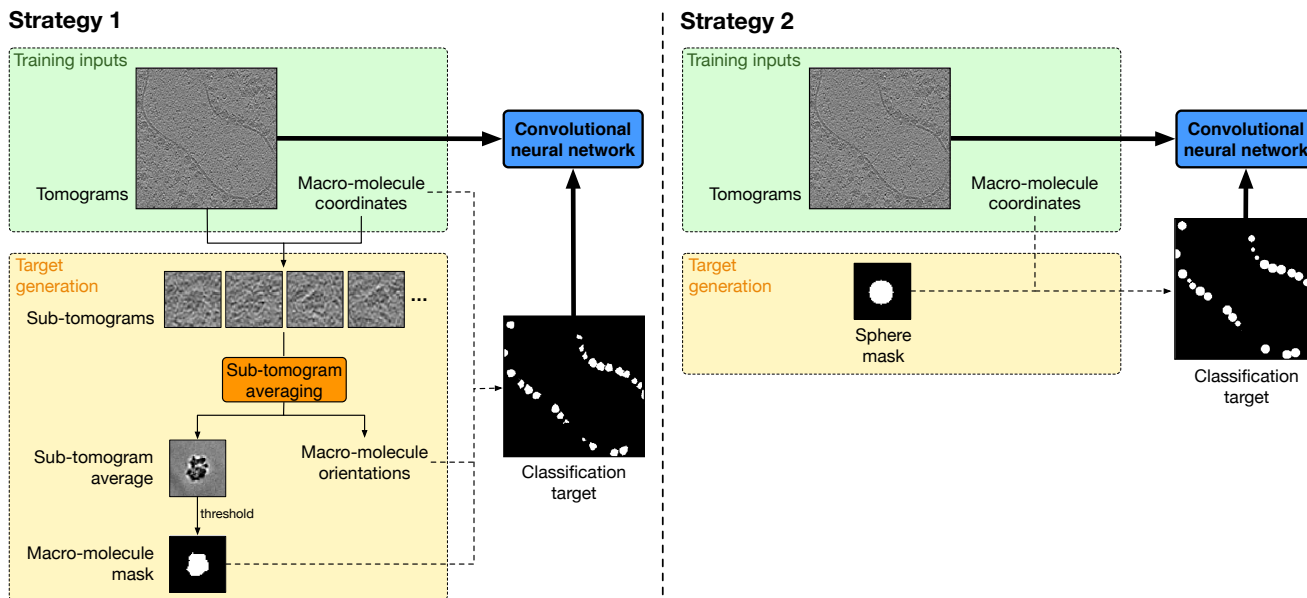 Strategy 1
Training inputs
Tomograms
Macro-molecule
coordinates
Convolutional
neural network
Target
generation
Sub-tomograms
...
Sub-tomogram
averaging
Sub-tomogram
average
Macro-molecule
orientations
threshold
Macro-molecule
mask
Classification
target
Strategy 2
Training inputs
Tomograms
Macro-molecule
coordinates
Convolutional
neural network
Target
generation
Sphere
mask
Classification
target